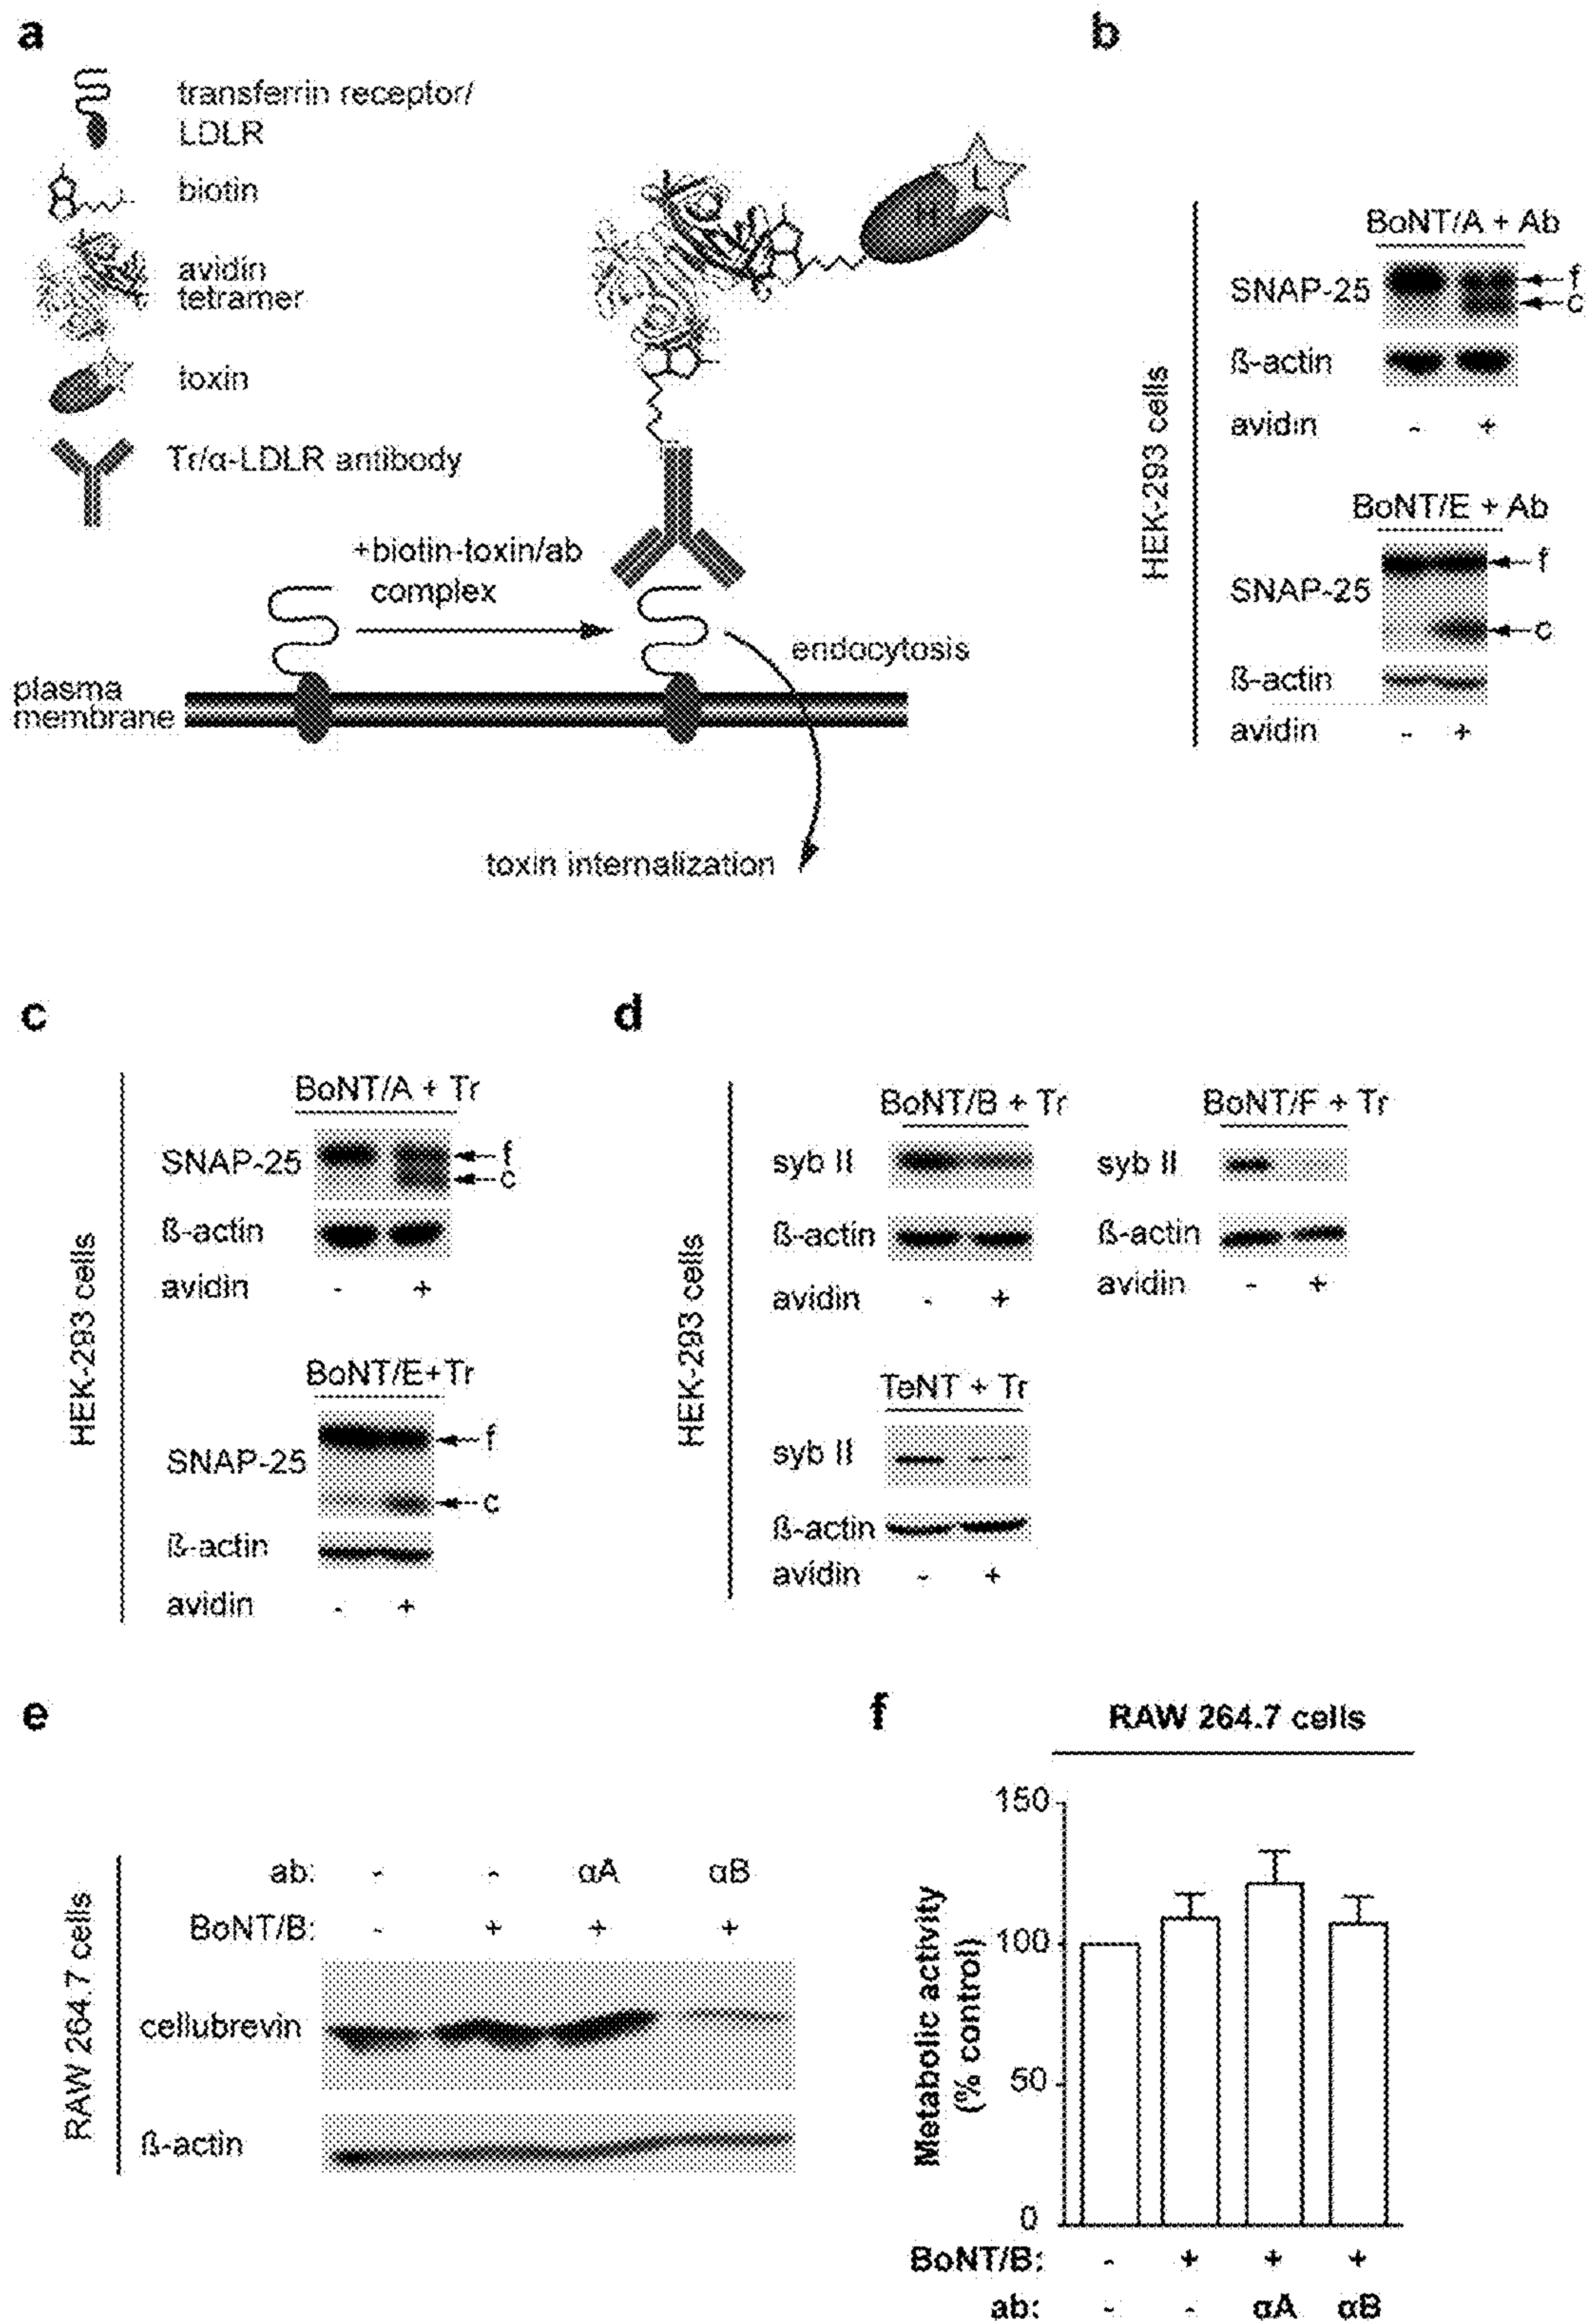 a
transferrin receptor/
LDLR
biotin
avidin
tetramer
toxin
Tr/α-LDLR antibody
H
L
+biotin-toxin/ab
complex
endocytosis
plasma
membrane
toxin internalization
b
HEK-293 cells
BoNT/A + Ab
SNAP-25
f
c
ß-actin
avidin - +
BoNT/E + Ab
SNAP-25
f
c
ß-actin
avidin - +
c
HEK-293 cells
BoNT/A + Tr
SNAP-25
f
c
ß-actin
avidin - +
BoNT/E+Tr
SNAP-25
f
c
ß-actin
avidin - +
d
HEK-293 cells
BoNT/B + Tr
syb II
ß-actin
avidin - +
BoNT/F + Tr
syb II
ß-actin
avidin - +
TeNT + Tr
syb II
ß-actin
avidin - +
e
RAW 264.7 cells
ab: - - αA αB
BoNT/B: - + + +
cellubrevin
ß-actin
f
RAW 264.7 cells
Metabolic activity
(% control)
150
100
50
0
BoNT/B: - + + +
ab: - - αA αB